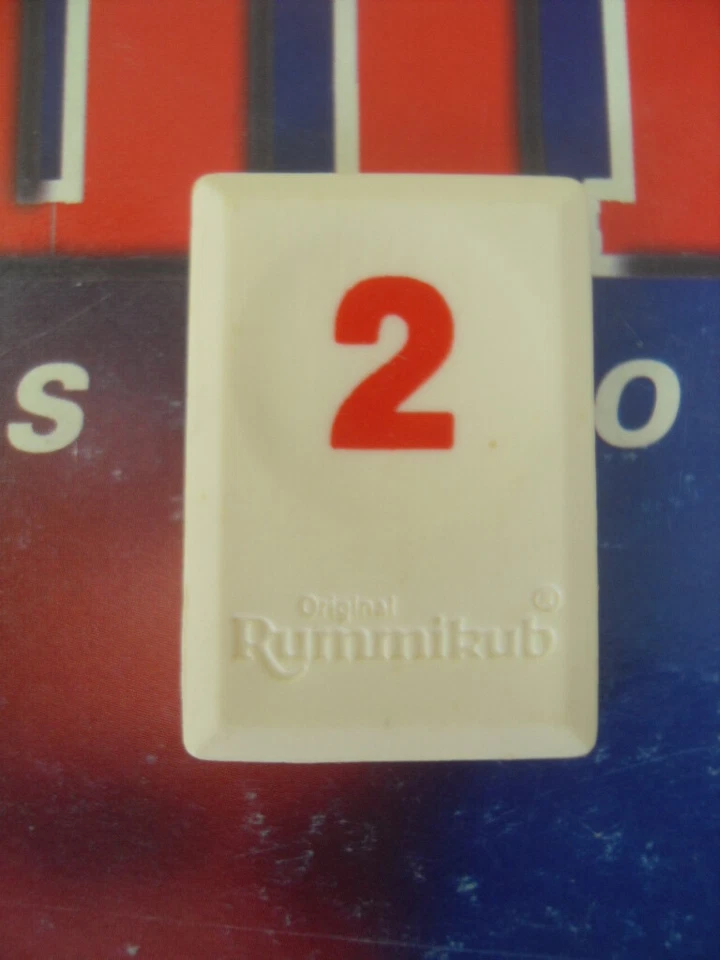 s 2 o
Original
Rummikub®